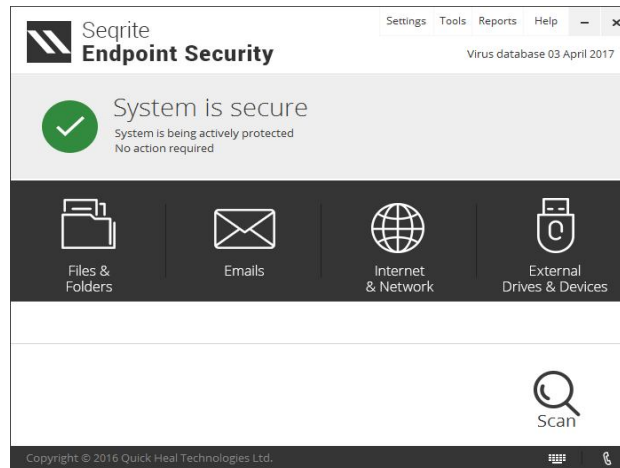 Seqrite
Endpoint Security
Settings Tools Reports Help
Virus database 03 April 2017
System is secure
System is being actively protected
No action required
Files &
Folders
Emails
Internet
& Network
External
Drives & Devices
Scan
Copyright © 2016 Quick Heal Technologies Ltd.